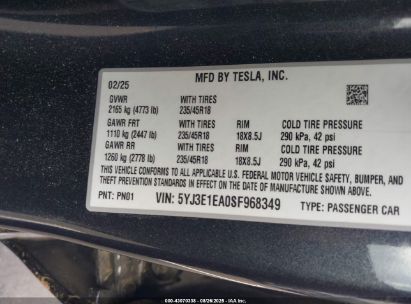 MFD BY TESLA, INC.
02/25
GVWR WITH TIRES
2165 kg (4773 lb) 235/45R18
GAWR FRT WITH TIRES RIM COLD TIRE PRESSURE
1110 kg (2447 lb) 235/45R18 18X8.5J 290 kPa, 42 psi
GAWR RR WITH TIRES RIM COLD TIRE PRESSURE
1260 kg (2778 lb) 235/45R18 18X8.5J 290 kPa, 42 psi
THIS VEHICLE CONFORMS TO ALL APPLICABLE U.S. FEDERAL MOTOR VEHICLE SAFETY, BUMPER, AND
THEFT PREVENTION STANDARDS IN EFFECT ON THE DATE OF MANUFACTURE SHOWN ABOVE.
PNT: PN01 VIN: 5YJ3E1EA0SF968349 TYPE: PASSENGER CAR